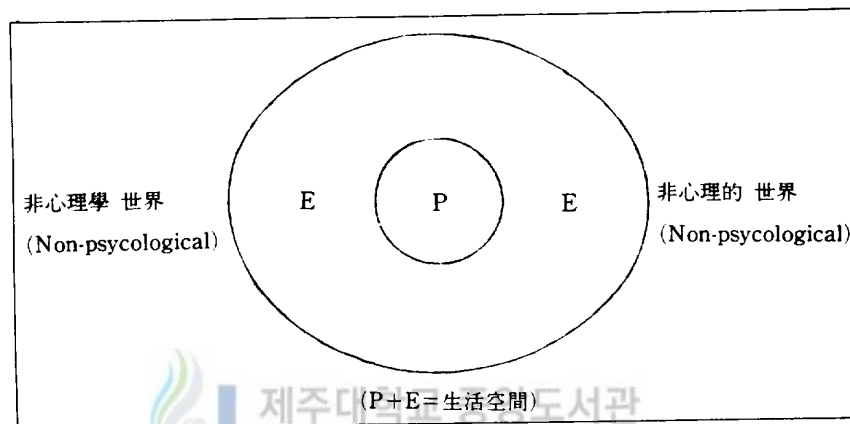 非心理學 世界
(Non-psycological)
E
P
E
非心理的 世界
(Non-psycological)
(P+E=生活空間)
제주대학교 중앙도서관